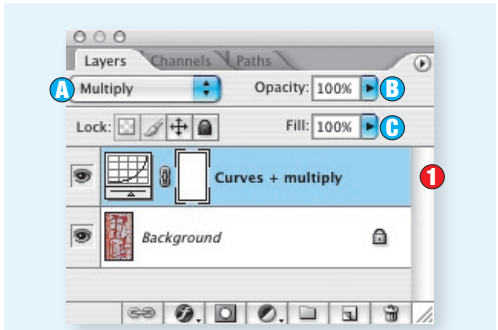 Layers Channels Paths
A Multiply Opacity: 100% B
Lock: Fill: 100% C
Curves + multiply 1
Background